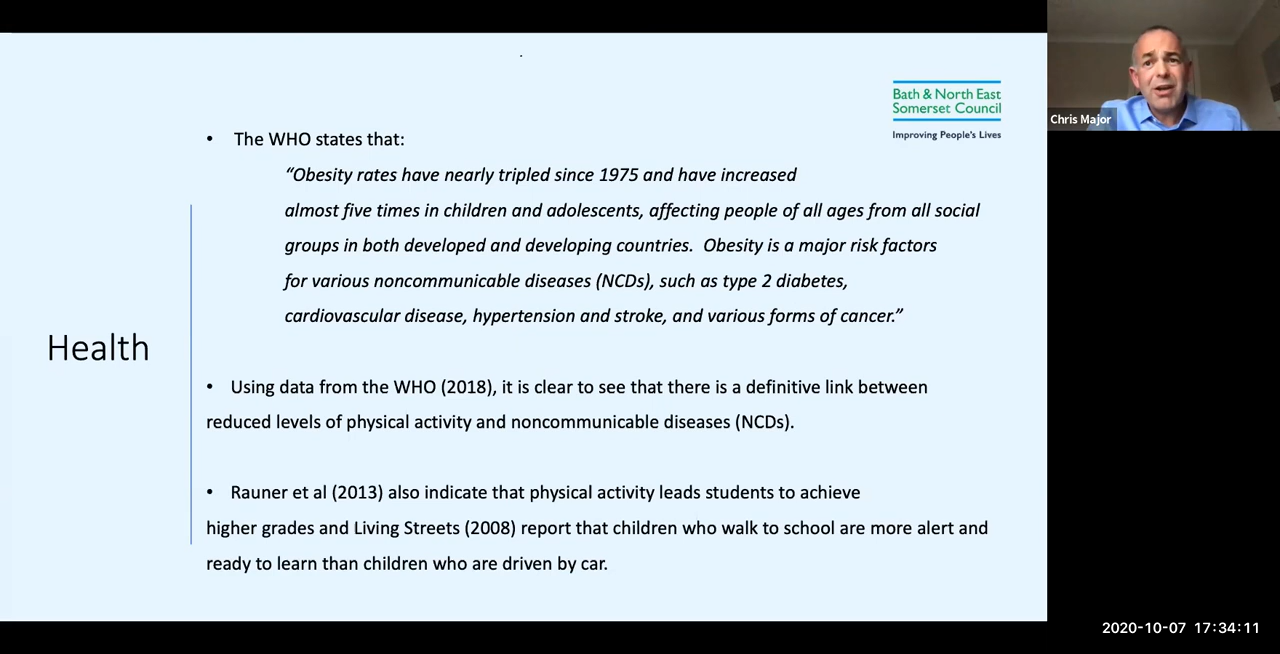 Bath & North East
Somerset Council
Improving People's Lives
Chris Major
• The WHO states that:
“Obesity rates have nearly tripled since 1975 and have increased
almost five times in children and adolescents, affecting people of all ages from all social
groups in both developed and developing countries.  Obesity is a major risk factors
for various noncommunicable diseases (NCDs), such as type 2 diabetes,
cardiovascular disease, hypertension and stroke, and various forms of cancer.”
Health
• Using data from the WHO (2018), it is clear to see that there is a definitive link between
reduced levels of physical activity and noncommunicable diseases (NCDs).
• Rauner et al (2013) also indicate that physical activity leads students to achieve
higher grades and Living Streets (2008) report that children who walk to school are more alert and
ready to learn than children who are driven by car.
2020-10-07 17:34:11